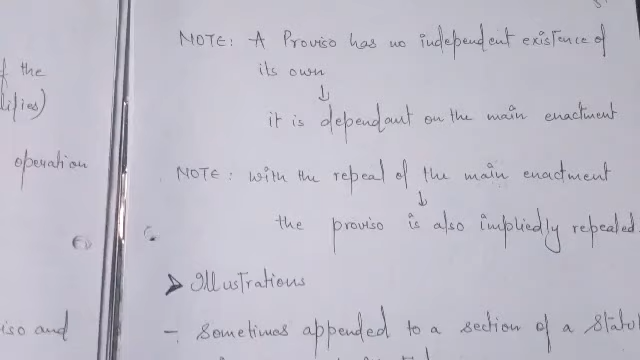 f the
lifies)
operation
iso and
NOTE: A Proviso has no independent existence of
its own
↓
it is dependant on the main enactment
NOTE: with the repeal of the main enactment
↓
the proviso is also impliedly repealed.
➤ Illustrations
- Sometimes appended to a section of a Statut